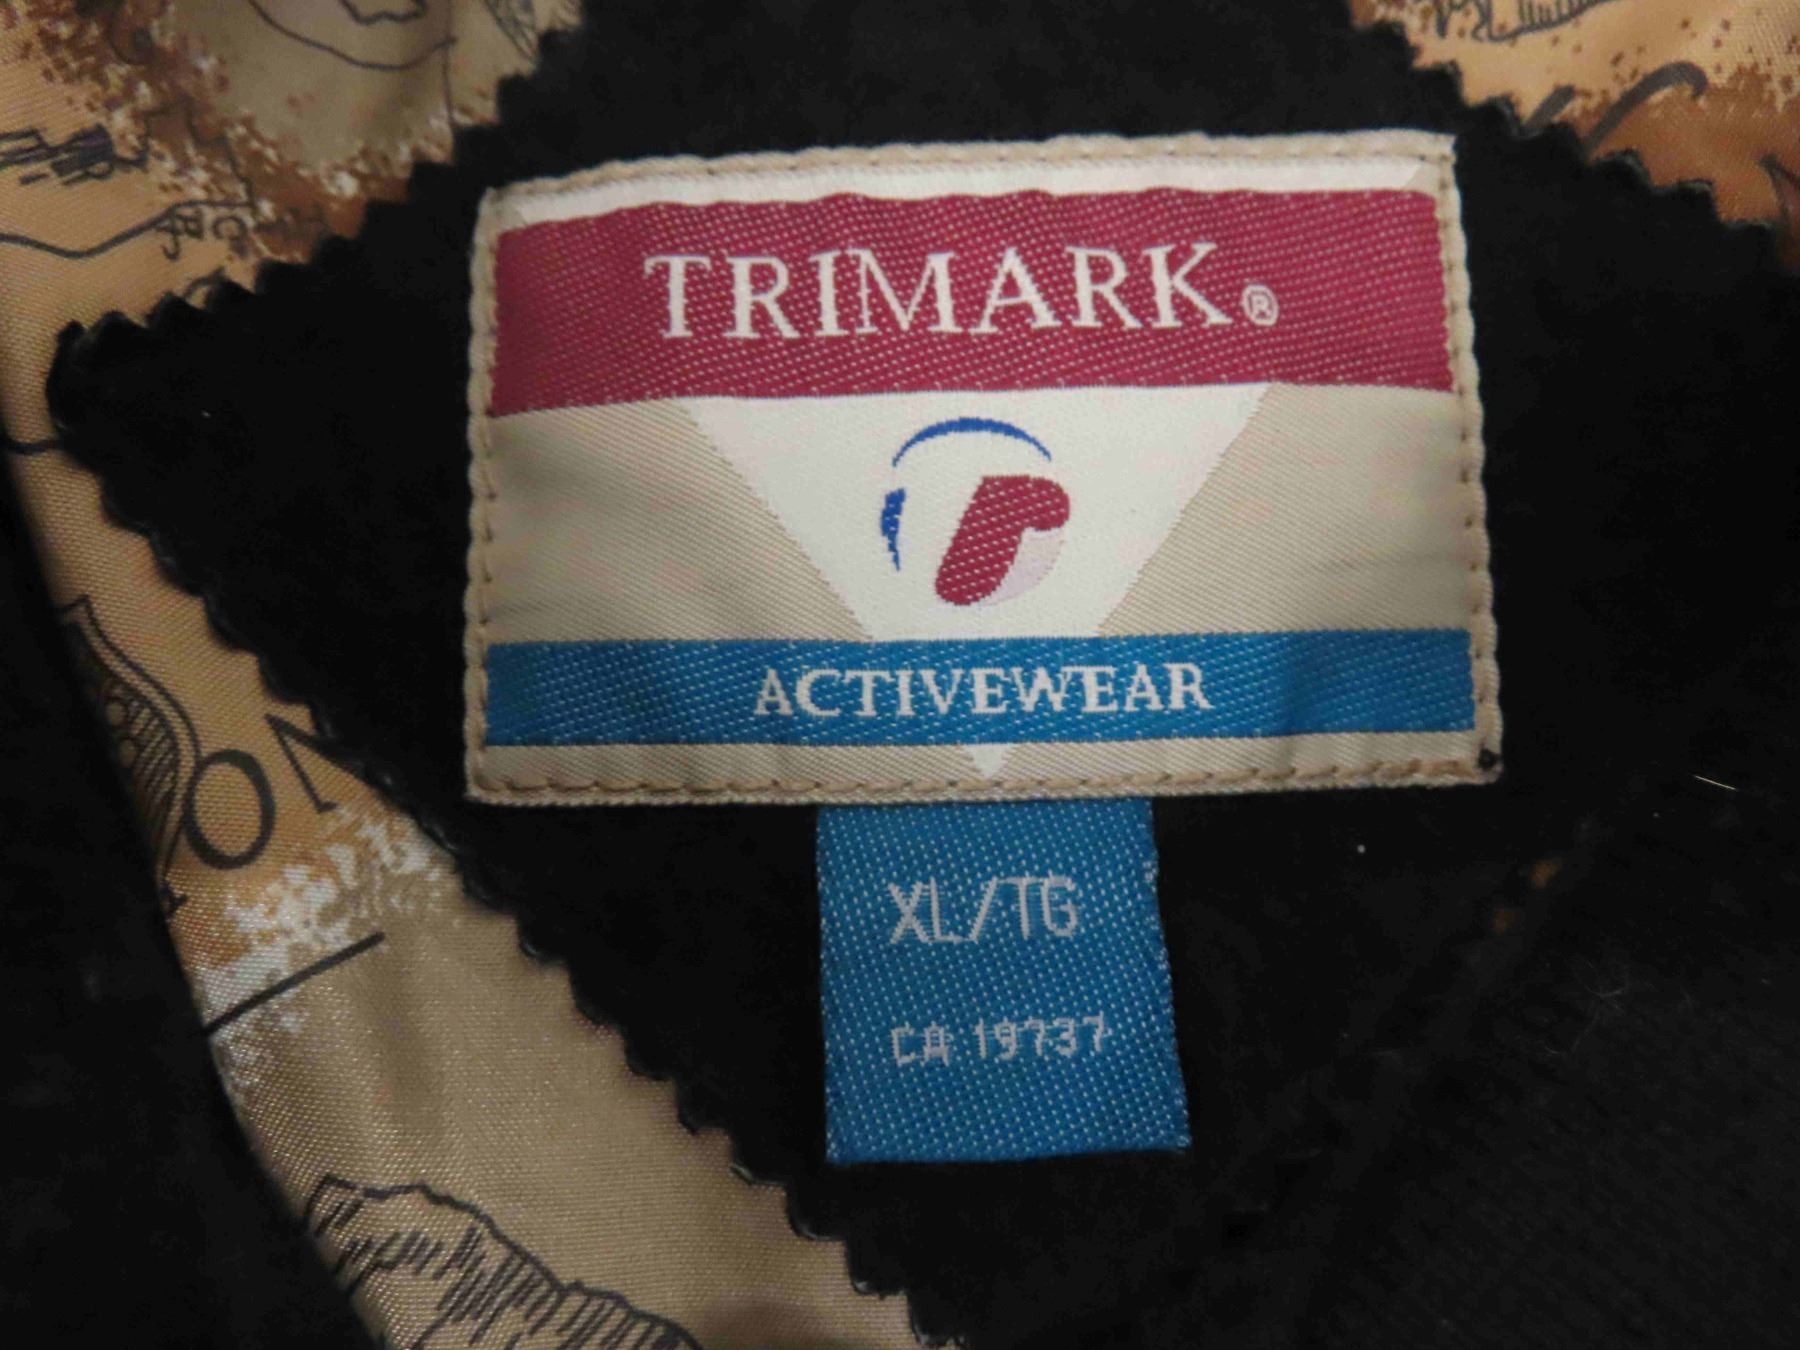 TRIMARK®
ACTIVEWEAR
XL/TG
CA 19737